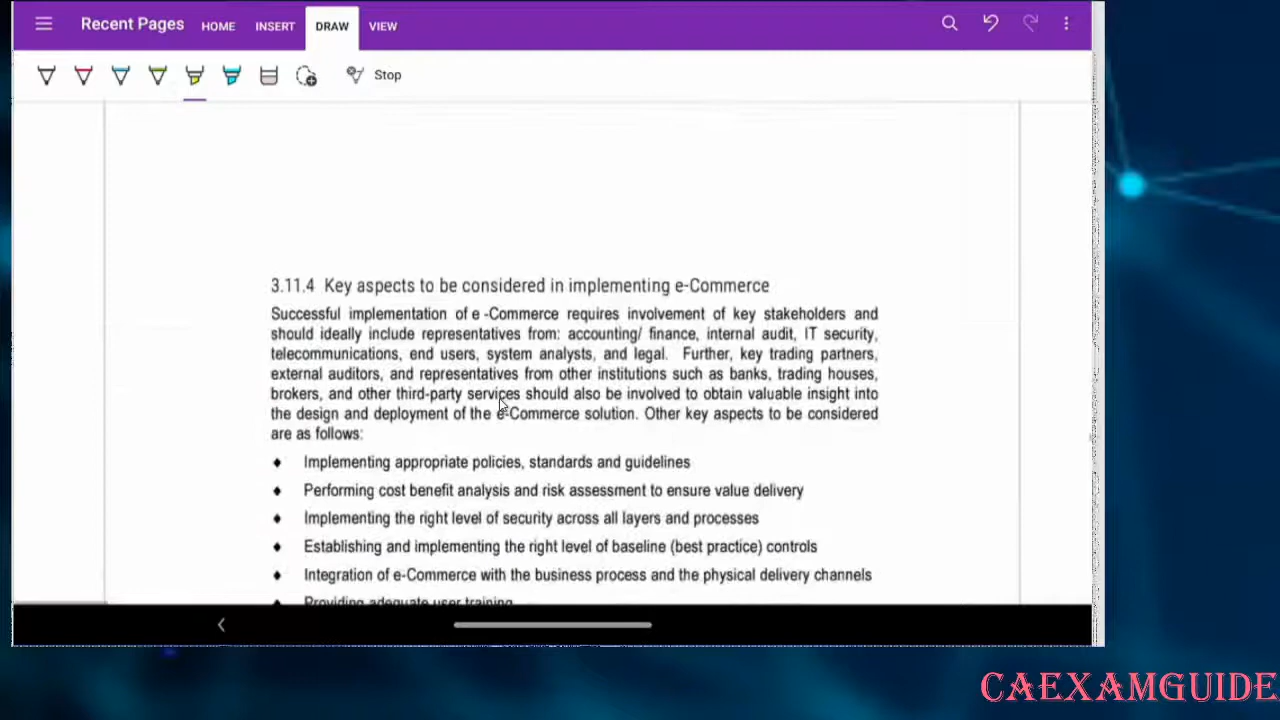 Recent Pages HOME INSERT DRAW VIEW
Stop
3.11.4 Key aspects to be considered in implementing e-Commerce
Successful implementation of e -Commerce requires involvement of key stakeholders and
should ideally include representatives from: accounting/ finance, internal audit, IT security,
telecommunications, end users, system analysts, and legal. Further, key trading partners,
external auditors, and representatives from other institutions such as banks, trading houses,
brokers, and other third-party services should also be involved to obtain valuable insight into
the design and deployment of the e-Commerce solution. Other key aspects to be considered
are as follows:
♦ Implementing appropriate policies, standards and guidelines
♦ Performing cost benefit analysis and risk assessment to ensure value delivery
♦ Implementing the right level of security across all layers and processes
♦ Establishing and implementing the right level of baseline (best practice) controls
♦ Integration of e-Commerce with the business process and the physical delivery channels
♦ Providing adequate user training
CAEXAMGUIDE